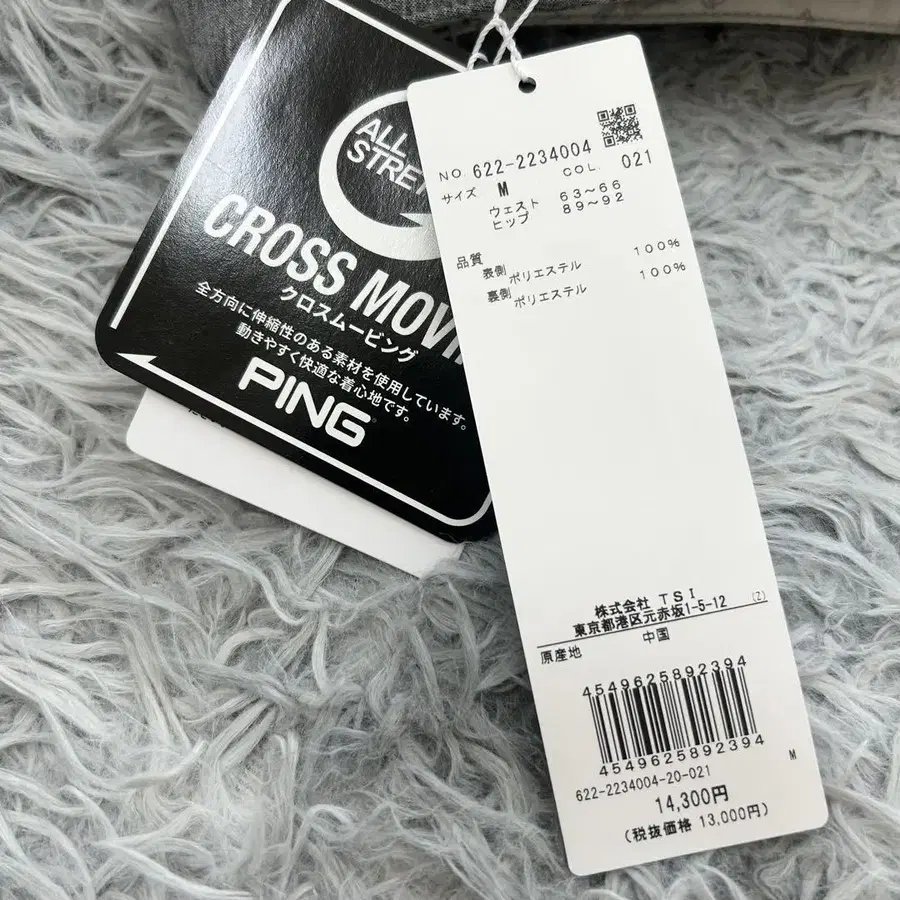 ALL
STRE
CROSS MOVI
クロスムービング
全方向に伸縮性のある素材を使用しています。
動きやすく快適な着心地です。
PING
NO. 622-2234004 COL. 021
サイズ M
ウェスト 63~66
ヒップ 89~92
品質
表側 ポリエステル 100%
裏側 ポリエステル 100%
株式会社 TSI
東京都港区元赤坂1-5-12 (Z)
原産地 中国
4549625892394
4549625892394
622-2234004-20-021 M
14,300円
(税抜価格 13,000円)